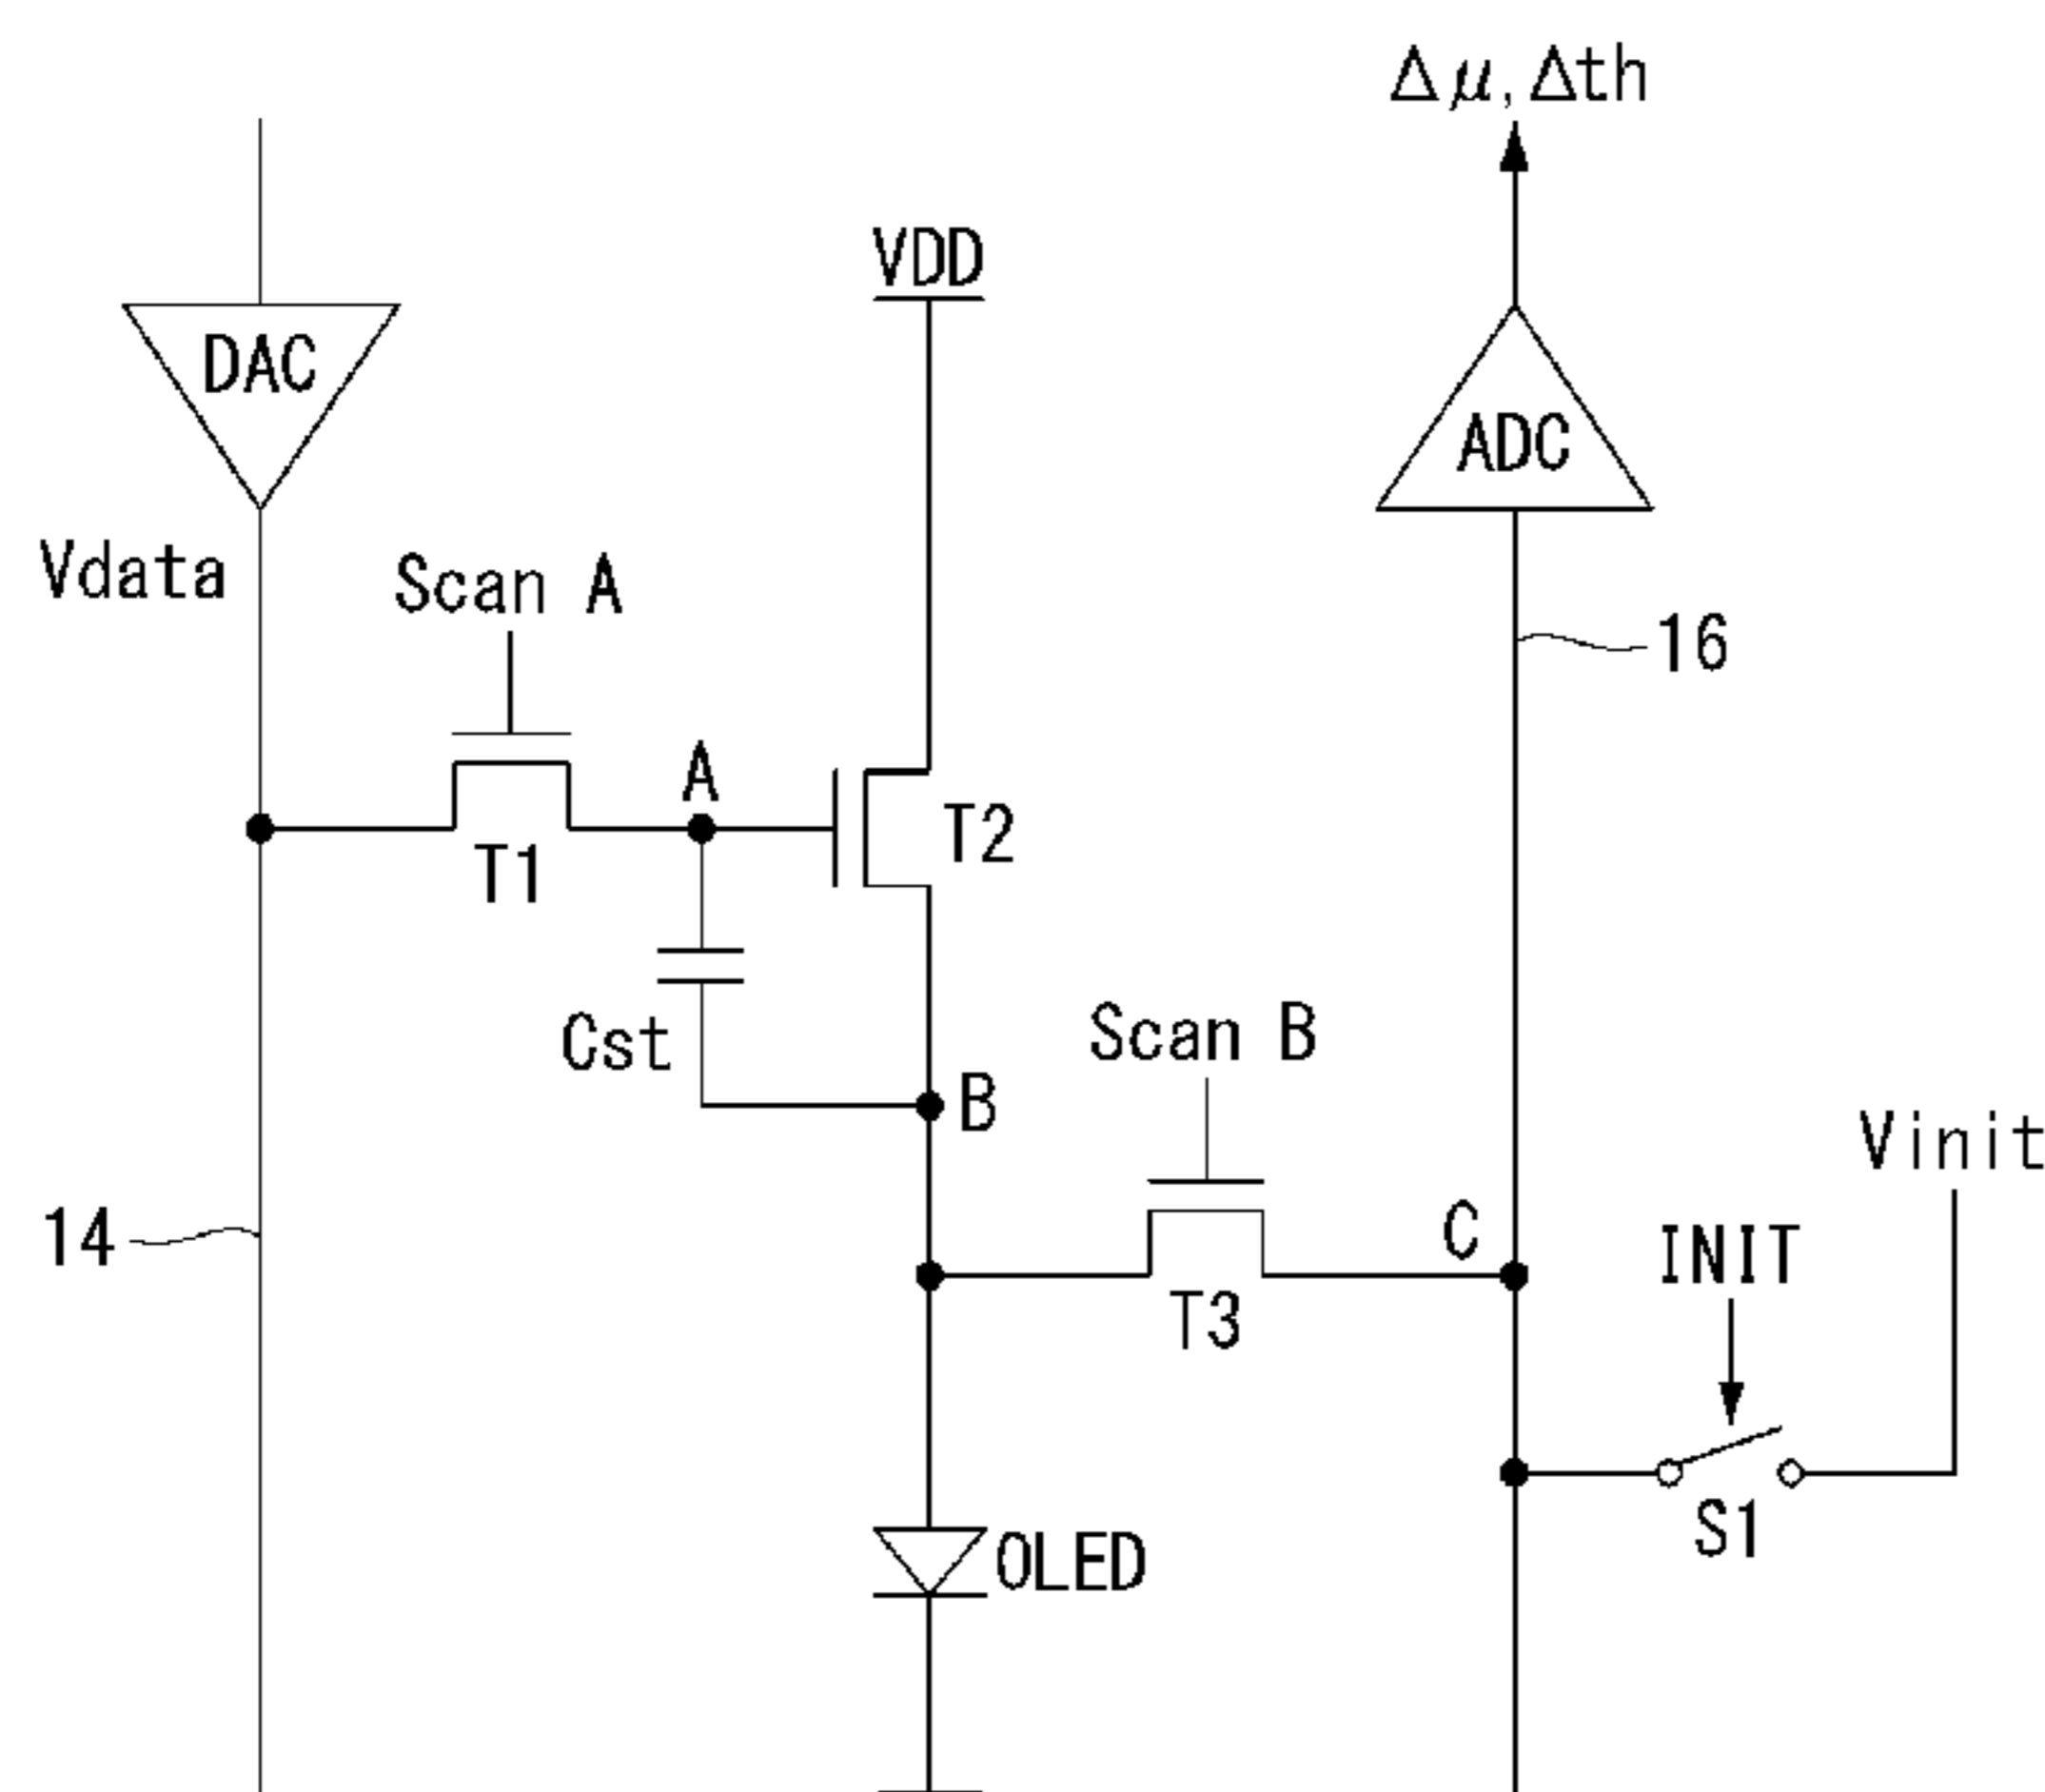 Δμ, Δth
VDD
DAC
ADC
Vdata
Scan A
16
A
T2
T1
Scan B
Cst
B
Vinit
14
C
INIT
T3
S1
OLED